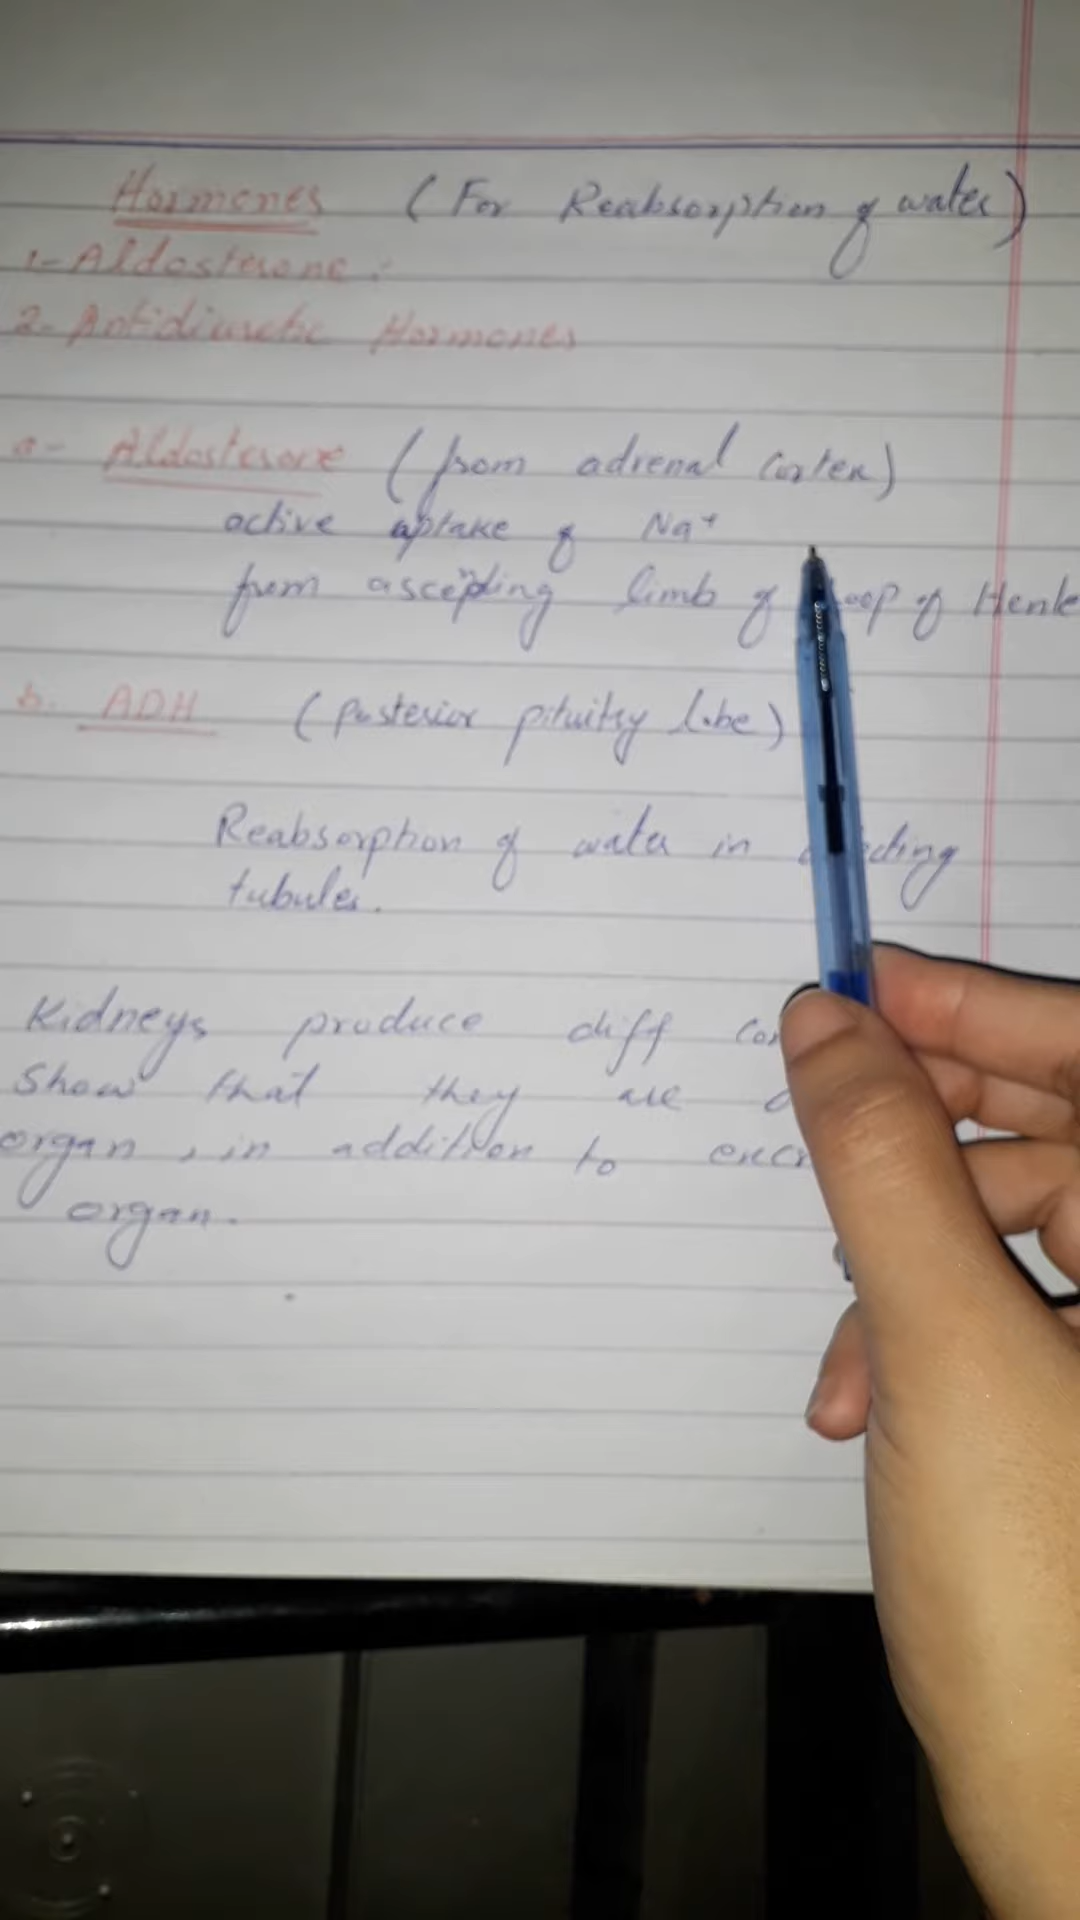 Hormones (For Reabsorption of water)
1- Aldosterone:
2- Antidiuretic Hormones
a- Aldosterone (from adrenal Cortex)
active uptake of Na⁺
from ascending limb of Loop of Henle
b. ADH (Posterior pituitry lobe)
Reabsorption of water in
tubules.
Kidneys produce diff
Show that they are
organ, in addition to
organ.